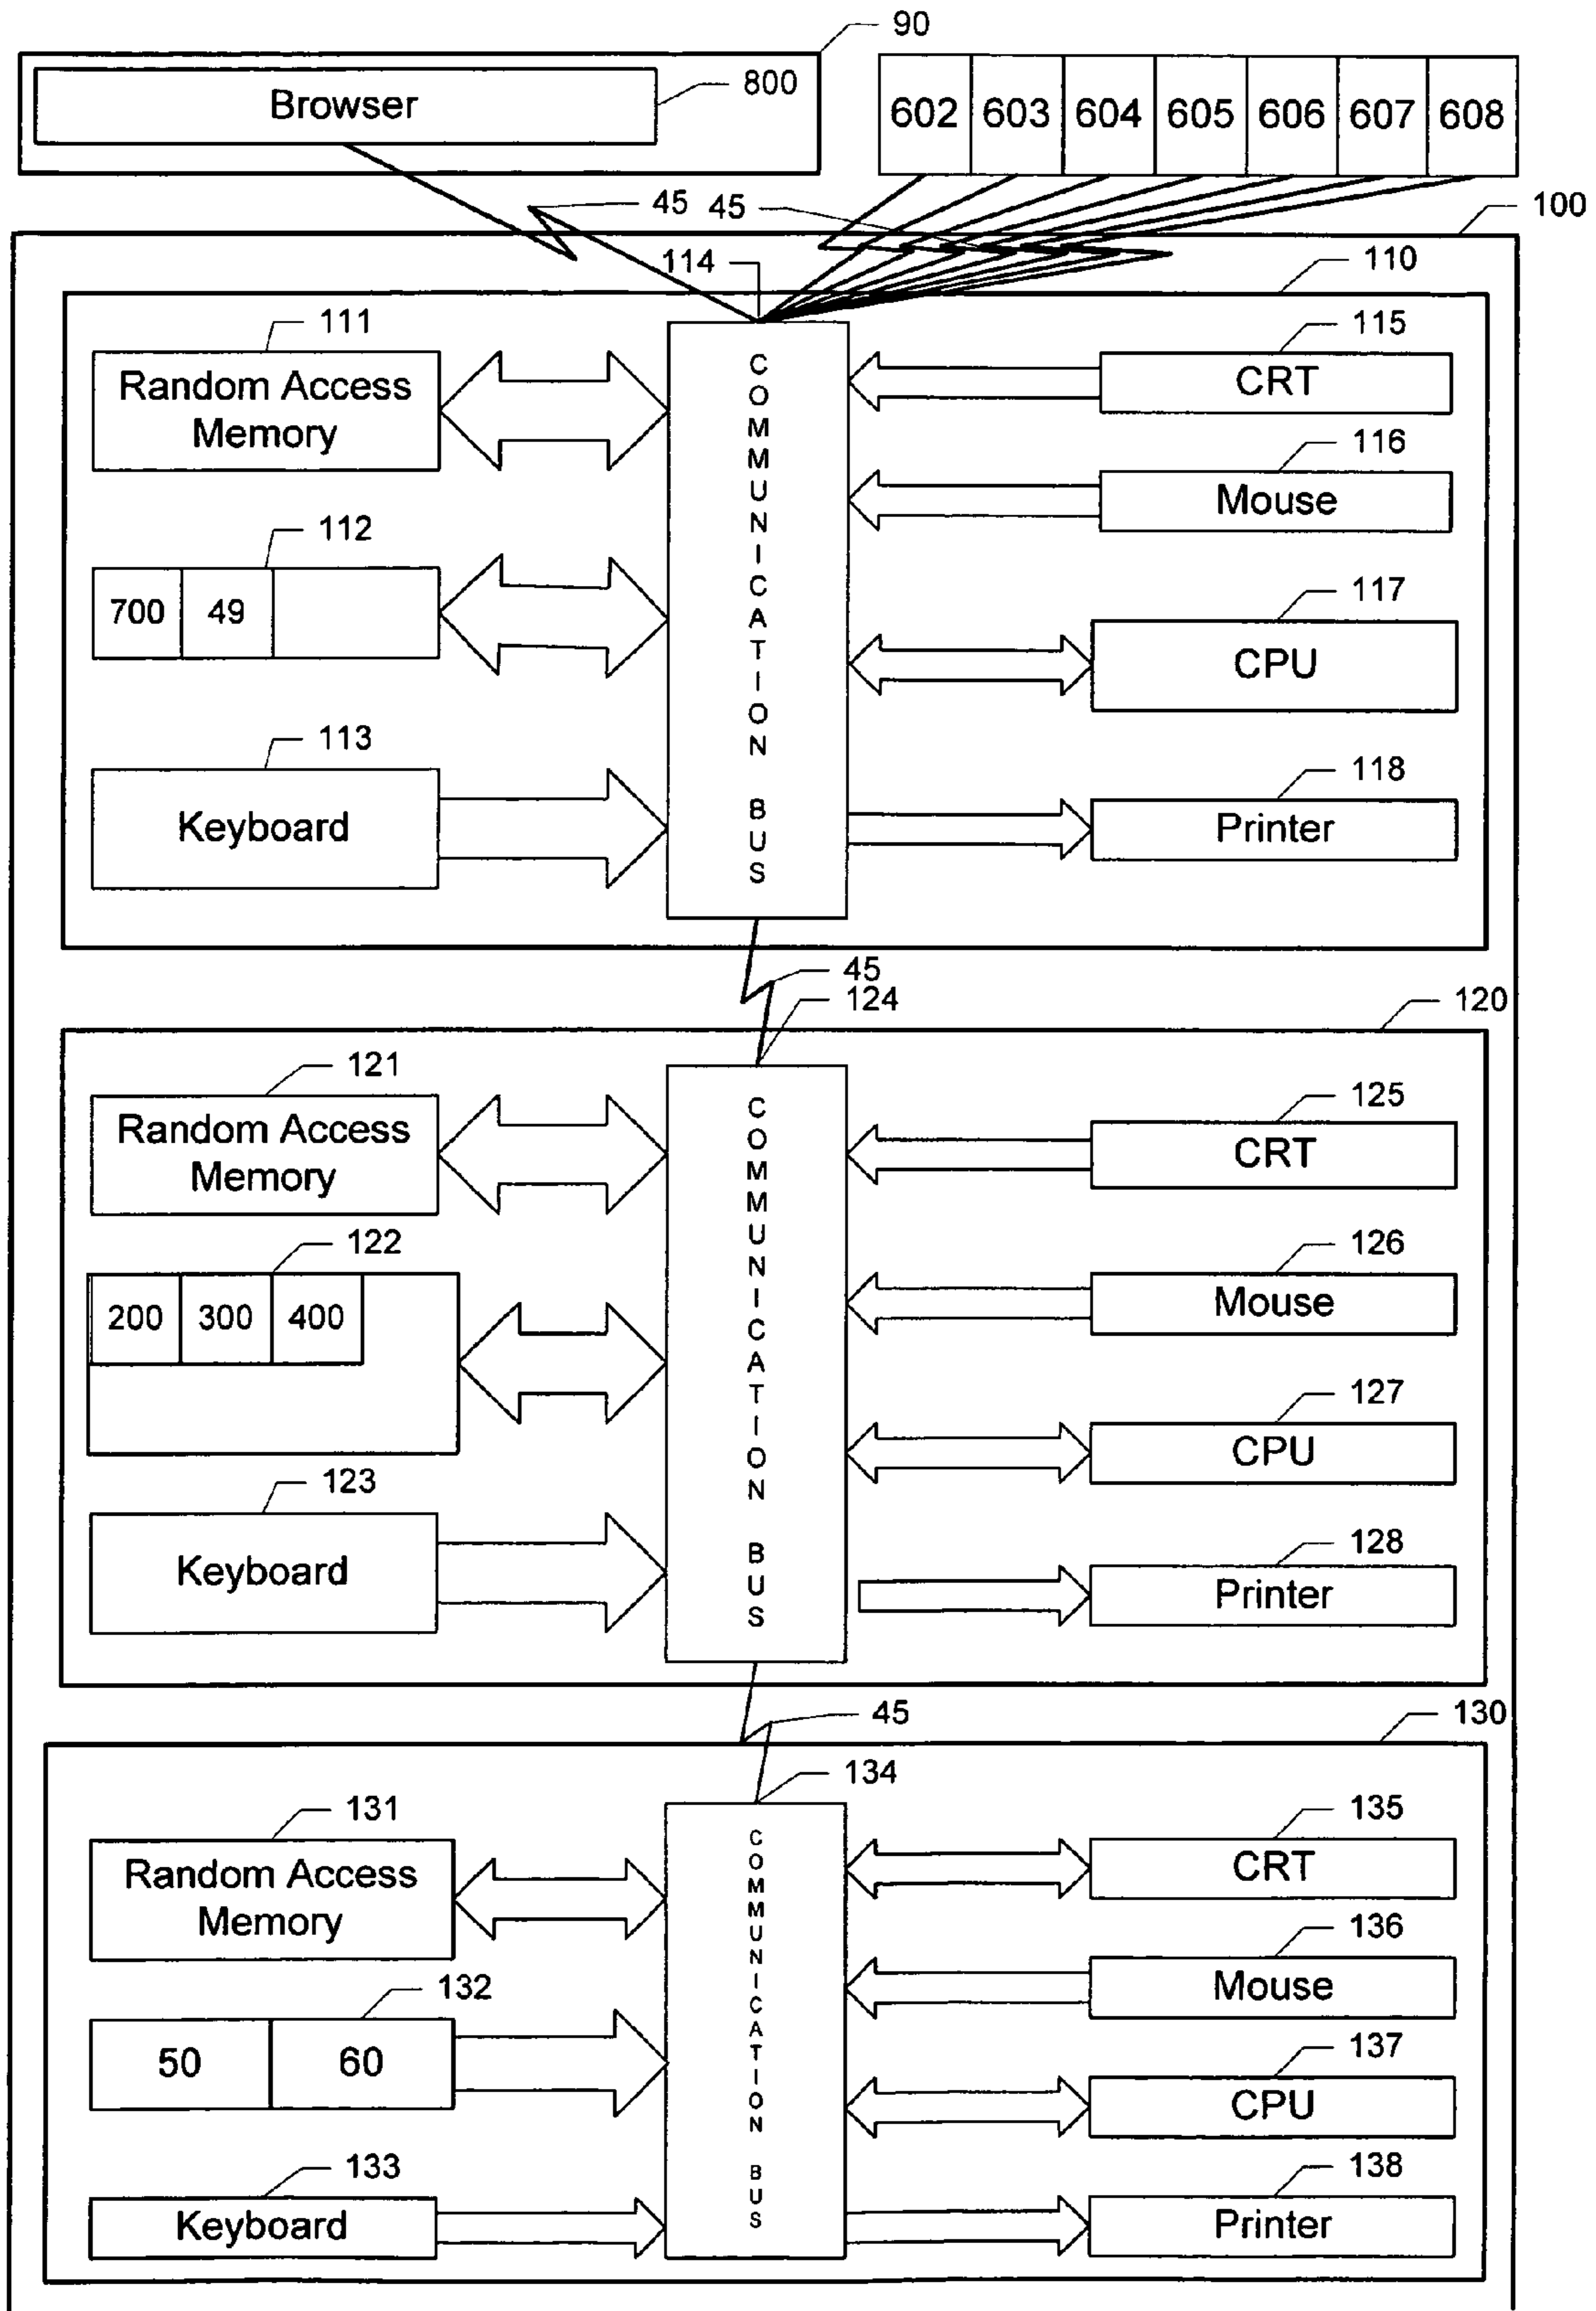 90
Browser
800
602 603 604 605 606 607 608
45 45
100
114
110
111
Random Access
Memory
112
700 49
113
Keyboard
COMMUNICATION BUS
115
CRT
116
Mouse
117
CPU
118
Printer
45
124
120
121
Random Access
Memory
122
200 300 400
123
Keyboard
COMMUNICATION BUS
125
CRT
126
Mouse
127
CPU
128
Printer
45
130
134
131
Random Access
Memory
132
50 60
133
Keyboard
COMMUNICATION BUS
135
CRT
136
Mouse
137
CPU
138
Printer